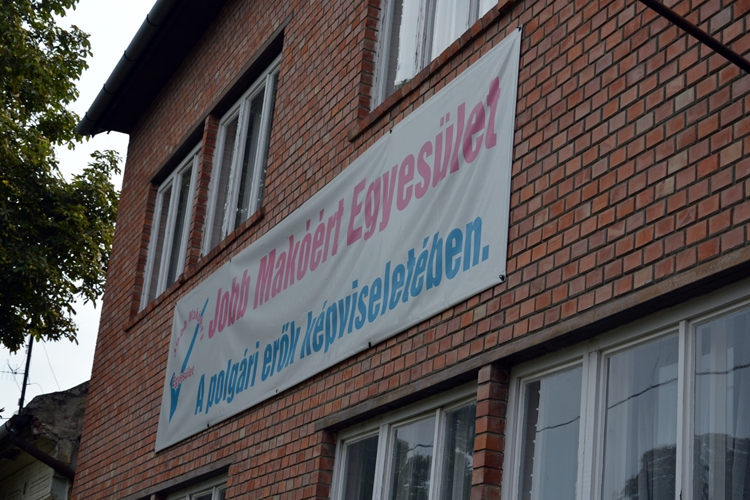 Jobb Makóért Egyesület
A polgári erők képviseletében.